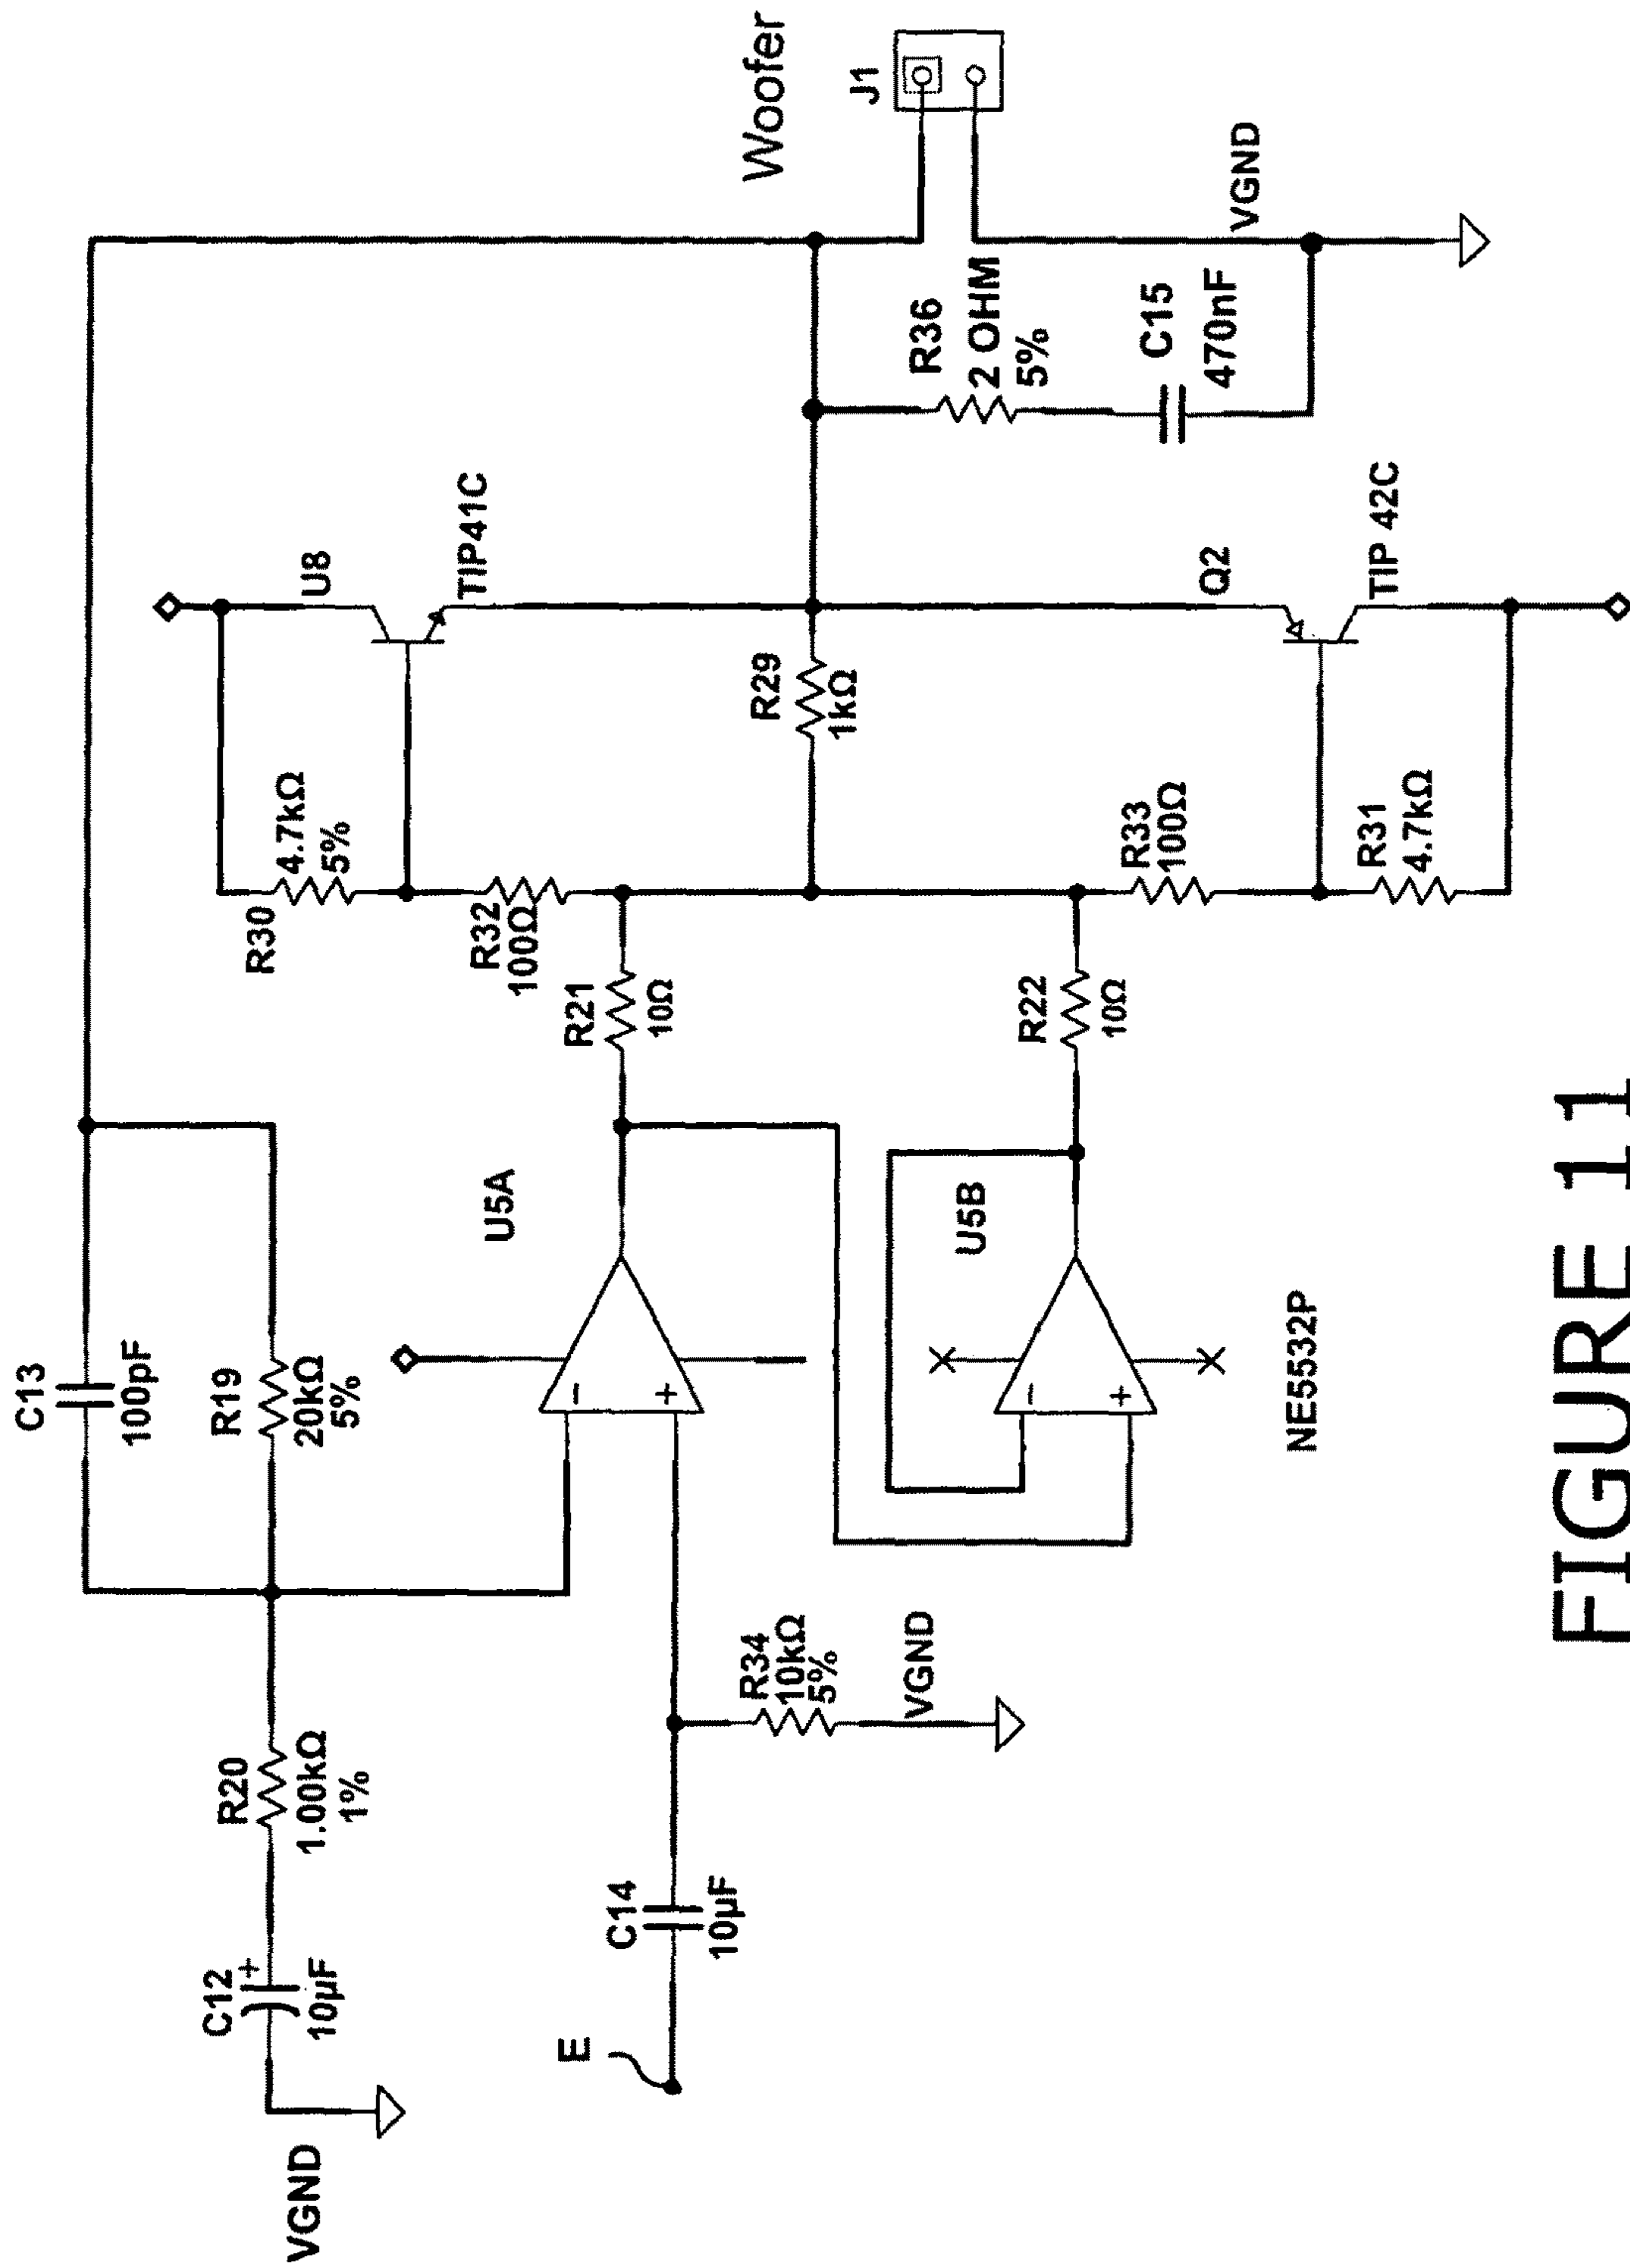 C13
100pF
R19
20kΩ
5%
C12
+
10µF
VGND
R20
1.00kΩ
1%
E
C14
10µF
R34
10kΩ
5%
VGND
U5A
−
+
U5B
−
+
NE5532P
R21
10Ω
R22
10Ω
R30
4.7kΩ
5%
R32
100Ω
R33
100Ω
R31
4.7kΩ
R29
1kΩ
U8
TIP41C
Q2
TIP 42C
R36
2 OHM
5%
C15
470nF
VGND
Woofer
J1
FIGURE 11